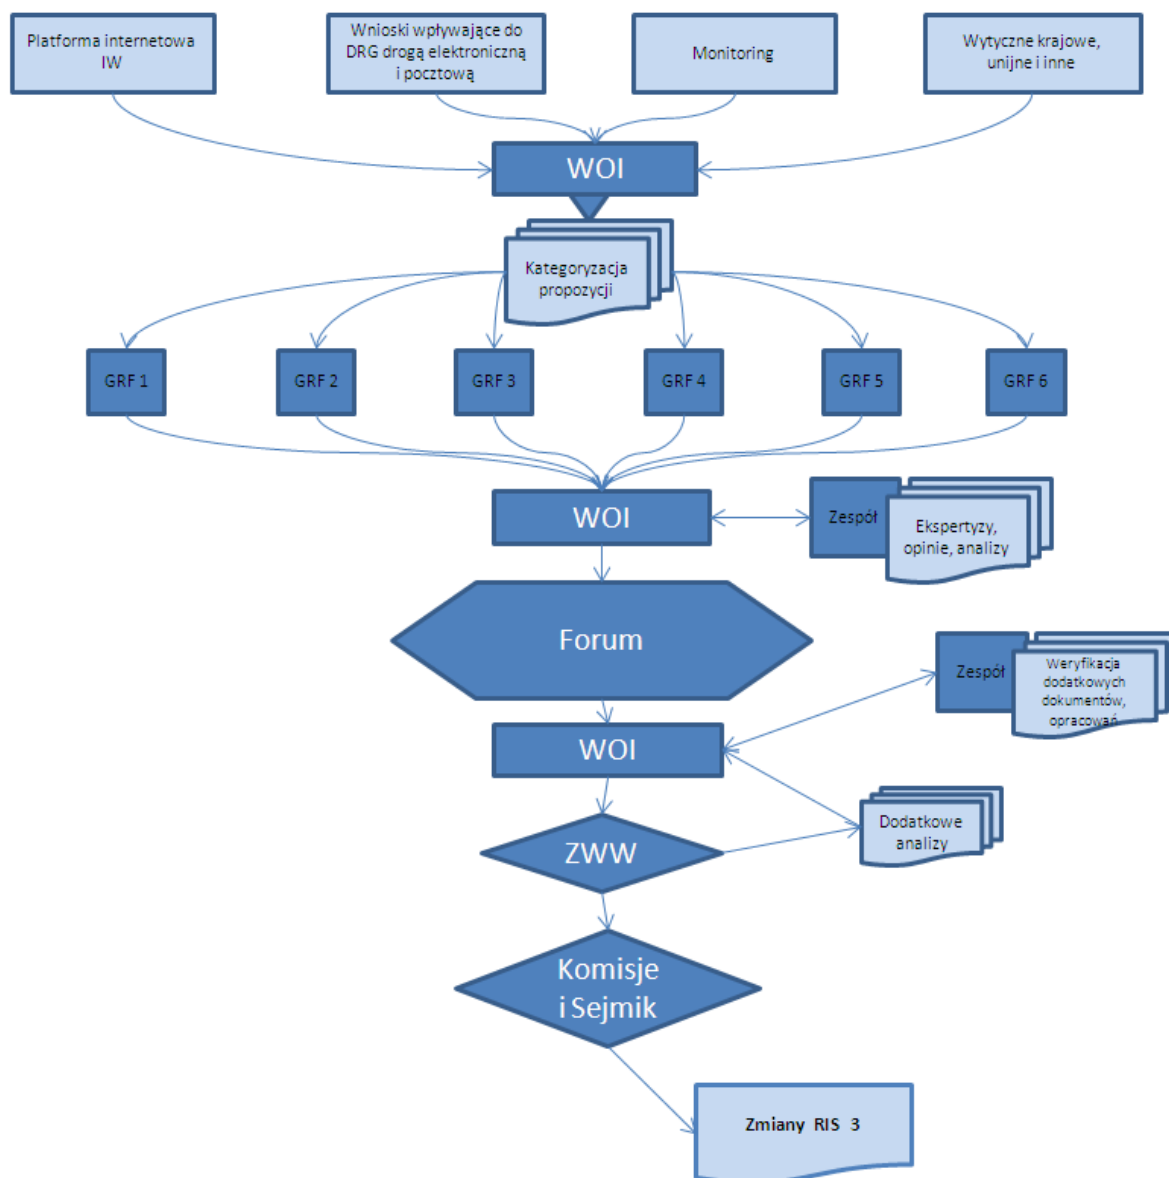 Platforma internetowa
IW
Wnioski wpływające do
DRG drogą elektroniczną
i pocztową
Monitoring
Wytyczne krajowe,
unijne i inne
WOI
Kategoryzacja
propozycji
GRF 1
GRF 2
GRF 3
GRF 4
GRF 5
GRF 6
WOI
Zespół
Ekspertyzy,
opinie, analizy
Forum
Zespół
Weryfikacja
dodatkowych
dokumentów,
opracowań
WOI
Dodatkowe
analizy
ZWW
Komisje
i Sejmik
Zmiany RIS 3